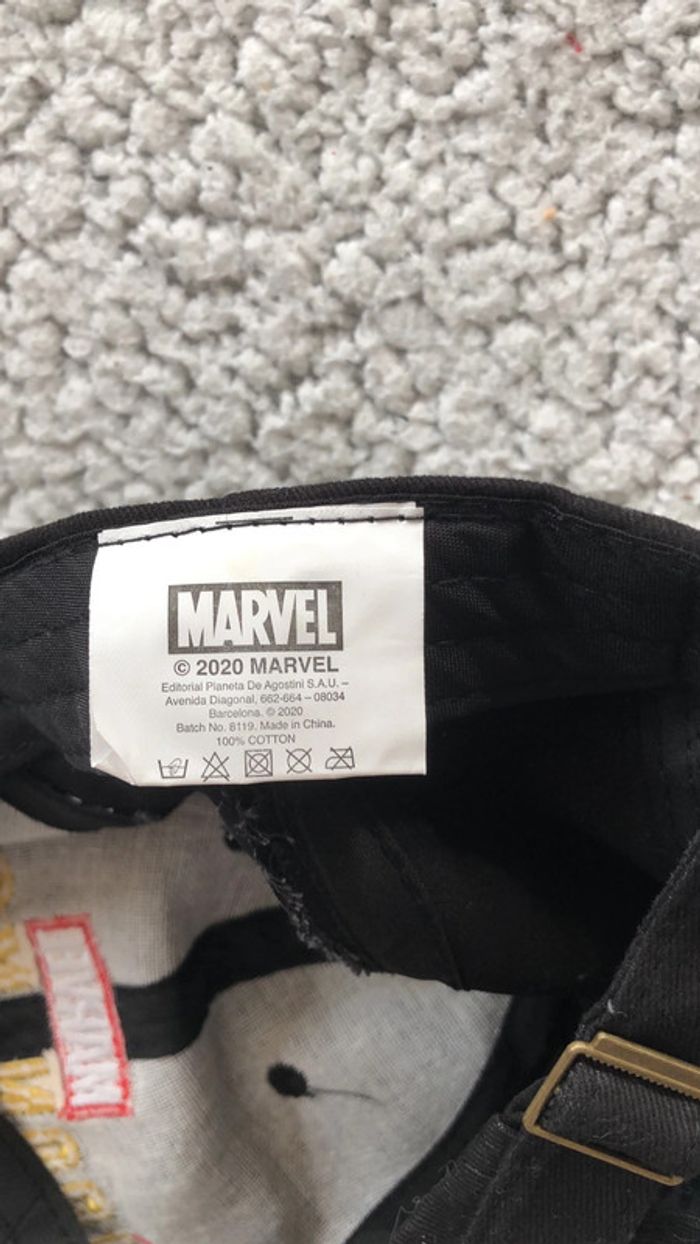 MARVEL
© 2020 MARVEL
Editorial Planeta De Agostini S.A.U. –
Avenida Diagonal, 662-664 – 08034
Barcelona. © 2020
Batch No. 8119. Made in China.
100% COTTON